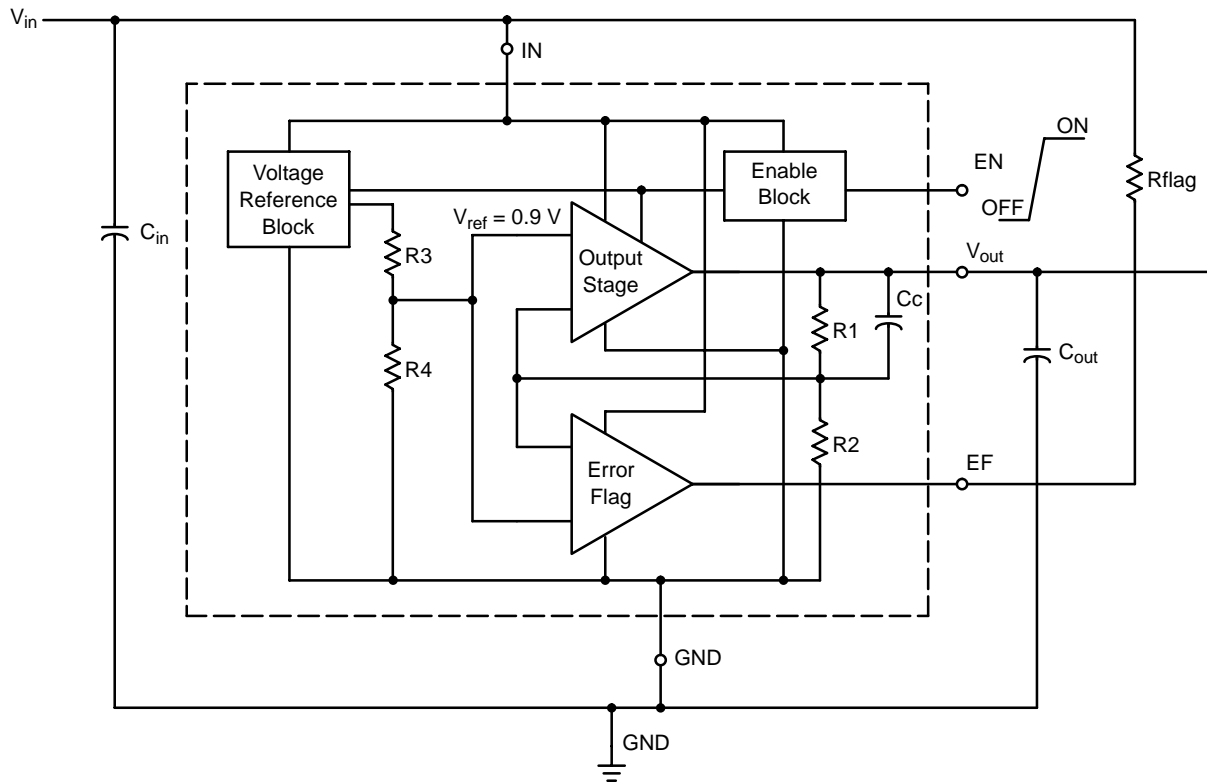 Vin
IN
ON
EN
OFF
Rflag
Voltage
Reference
Block
Enable
Block
Cin
Vref = 0.9 V
R3
Output
Stage
Vout
Cc
R1
R4
Cout
R2
Error
Flag
EF
GND
GND